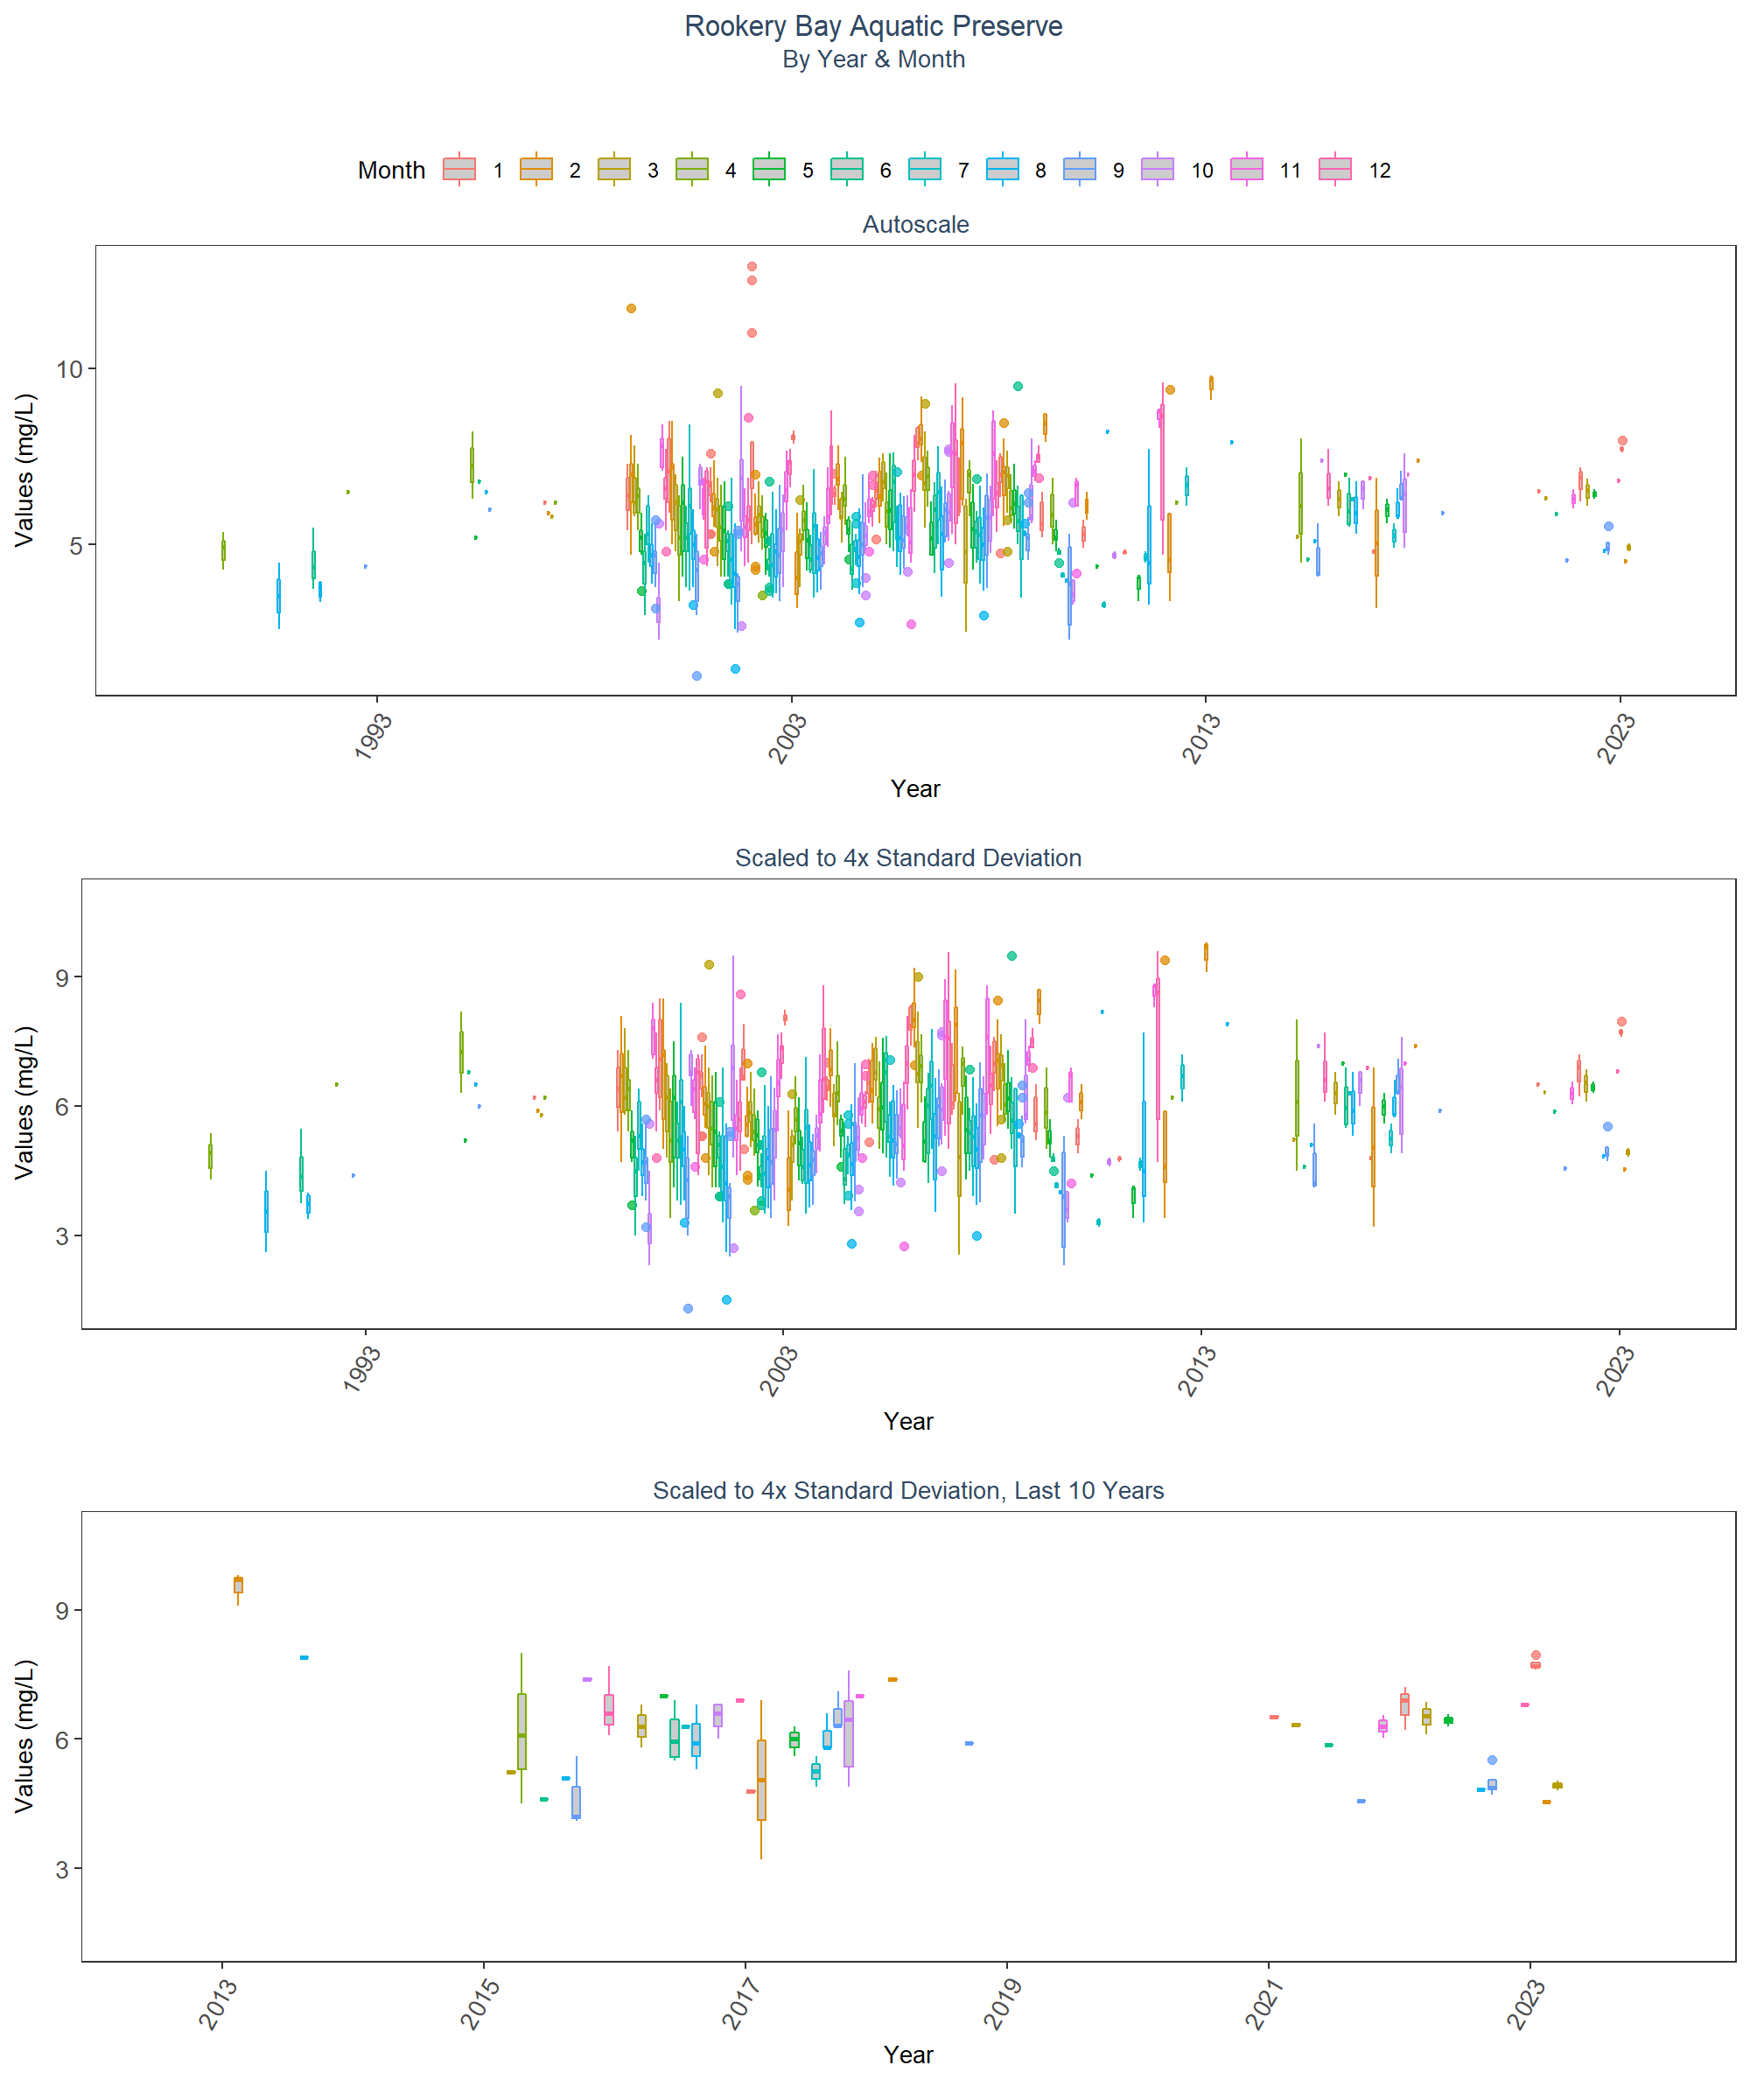 Rookery Bay Aquatic Preserve
By Year & Month
Month 1 2 3 4 5 6 7 8 9 10 11 12
Autoscale
Values (mg/L)
10
5
1993 2003 2013 2023
Year
Scaled to 4x Standard Deviation
Values (mg/L)
9
6
3
1993 2003 2013 2023
Year
Scaled to 4x Standard Deviation, Last 10 Years
Values (mg/L)
9
6
3
2013 2015 2017 2019 2021 2023
Year